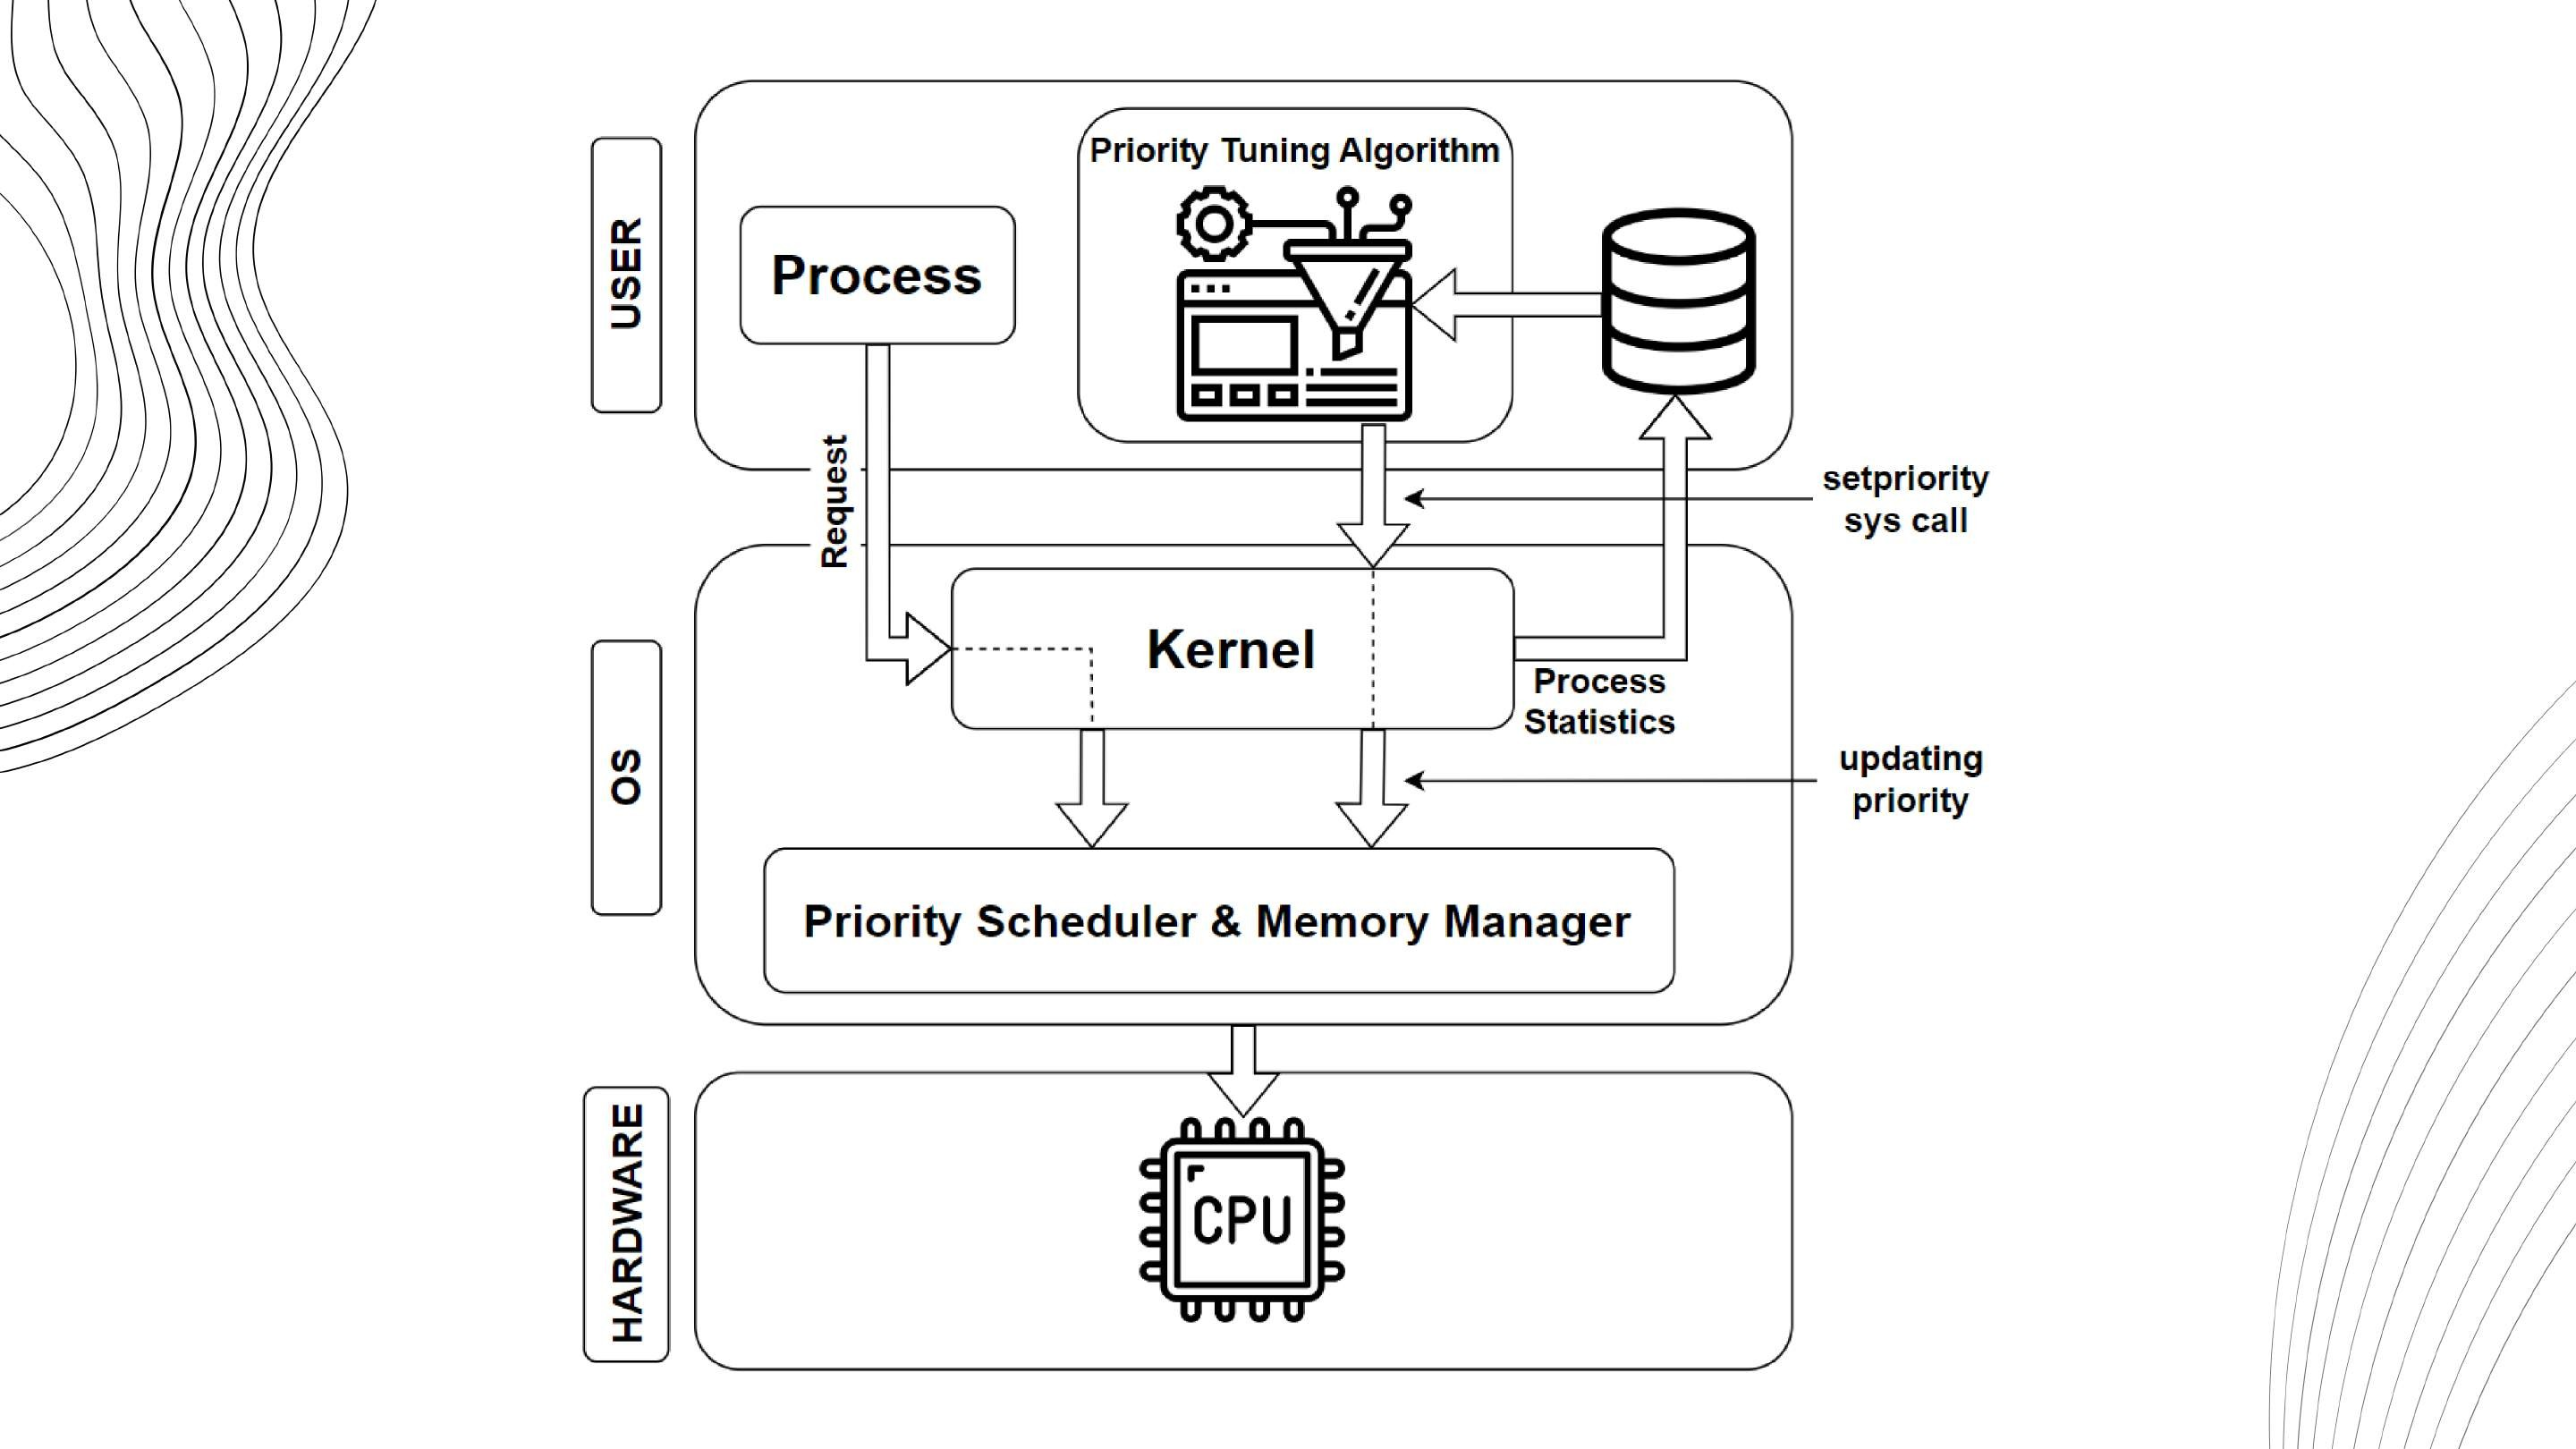 USER
Priority Tuning Algorithm
Process
Request
setpriority
sys call
OS
Kernel
Process
Statistics
updating
priority
Priority Scheduler & Memory Manager
HARDWARE
CPU